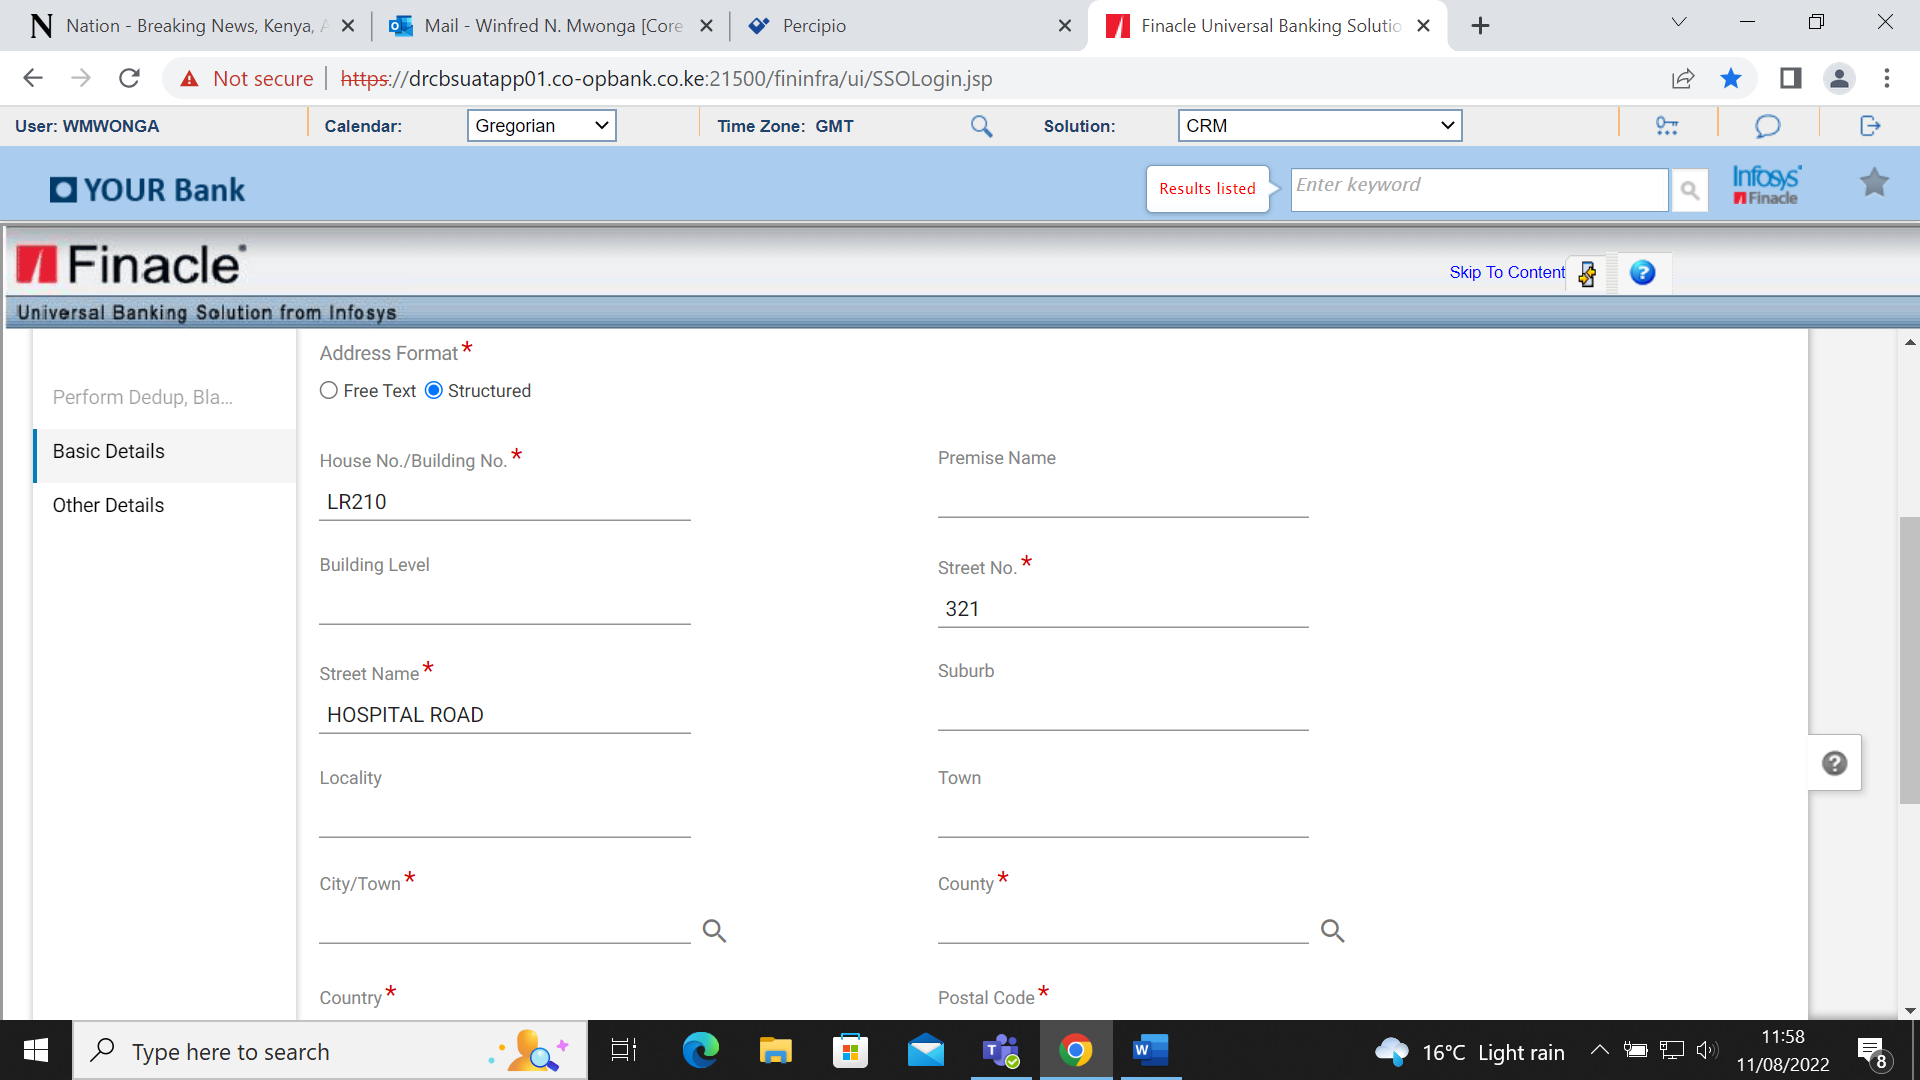 Nation - Breaking News, Kenya, A
Mail - Winfred N. Mwonga [Core
Percipio
Finacle Universal Banking Solutio
Not secure https://drcbsuatapp01.co-opbank.co.ke:21500/fininfra/ui/SSOLogin.jsp
User: WMWONGA Calendar: Gregorian Time Zone: GMT Solution: CRM
YOUR Bank
Results listed
Enter keyword
Infosys
Finacle
Finacle
Universal Banking Solution from Infosys
Skip To Content
Perform Dedup, Bla...
Basic Details
Other Details
Address Format*
Free Text Structured
House No./Building No.* Premise Name
LR210
Building Level Street No.*
321
Street Name* Suburb
HOSPITAL ROAD
Locality Town
City/Town* County*
Country* Postal Code*
Type here to search
16°C Light rain
11:58
11/08/2022
8